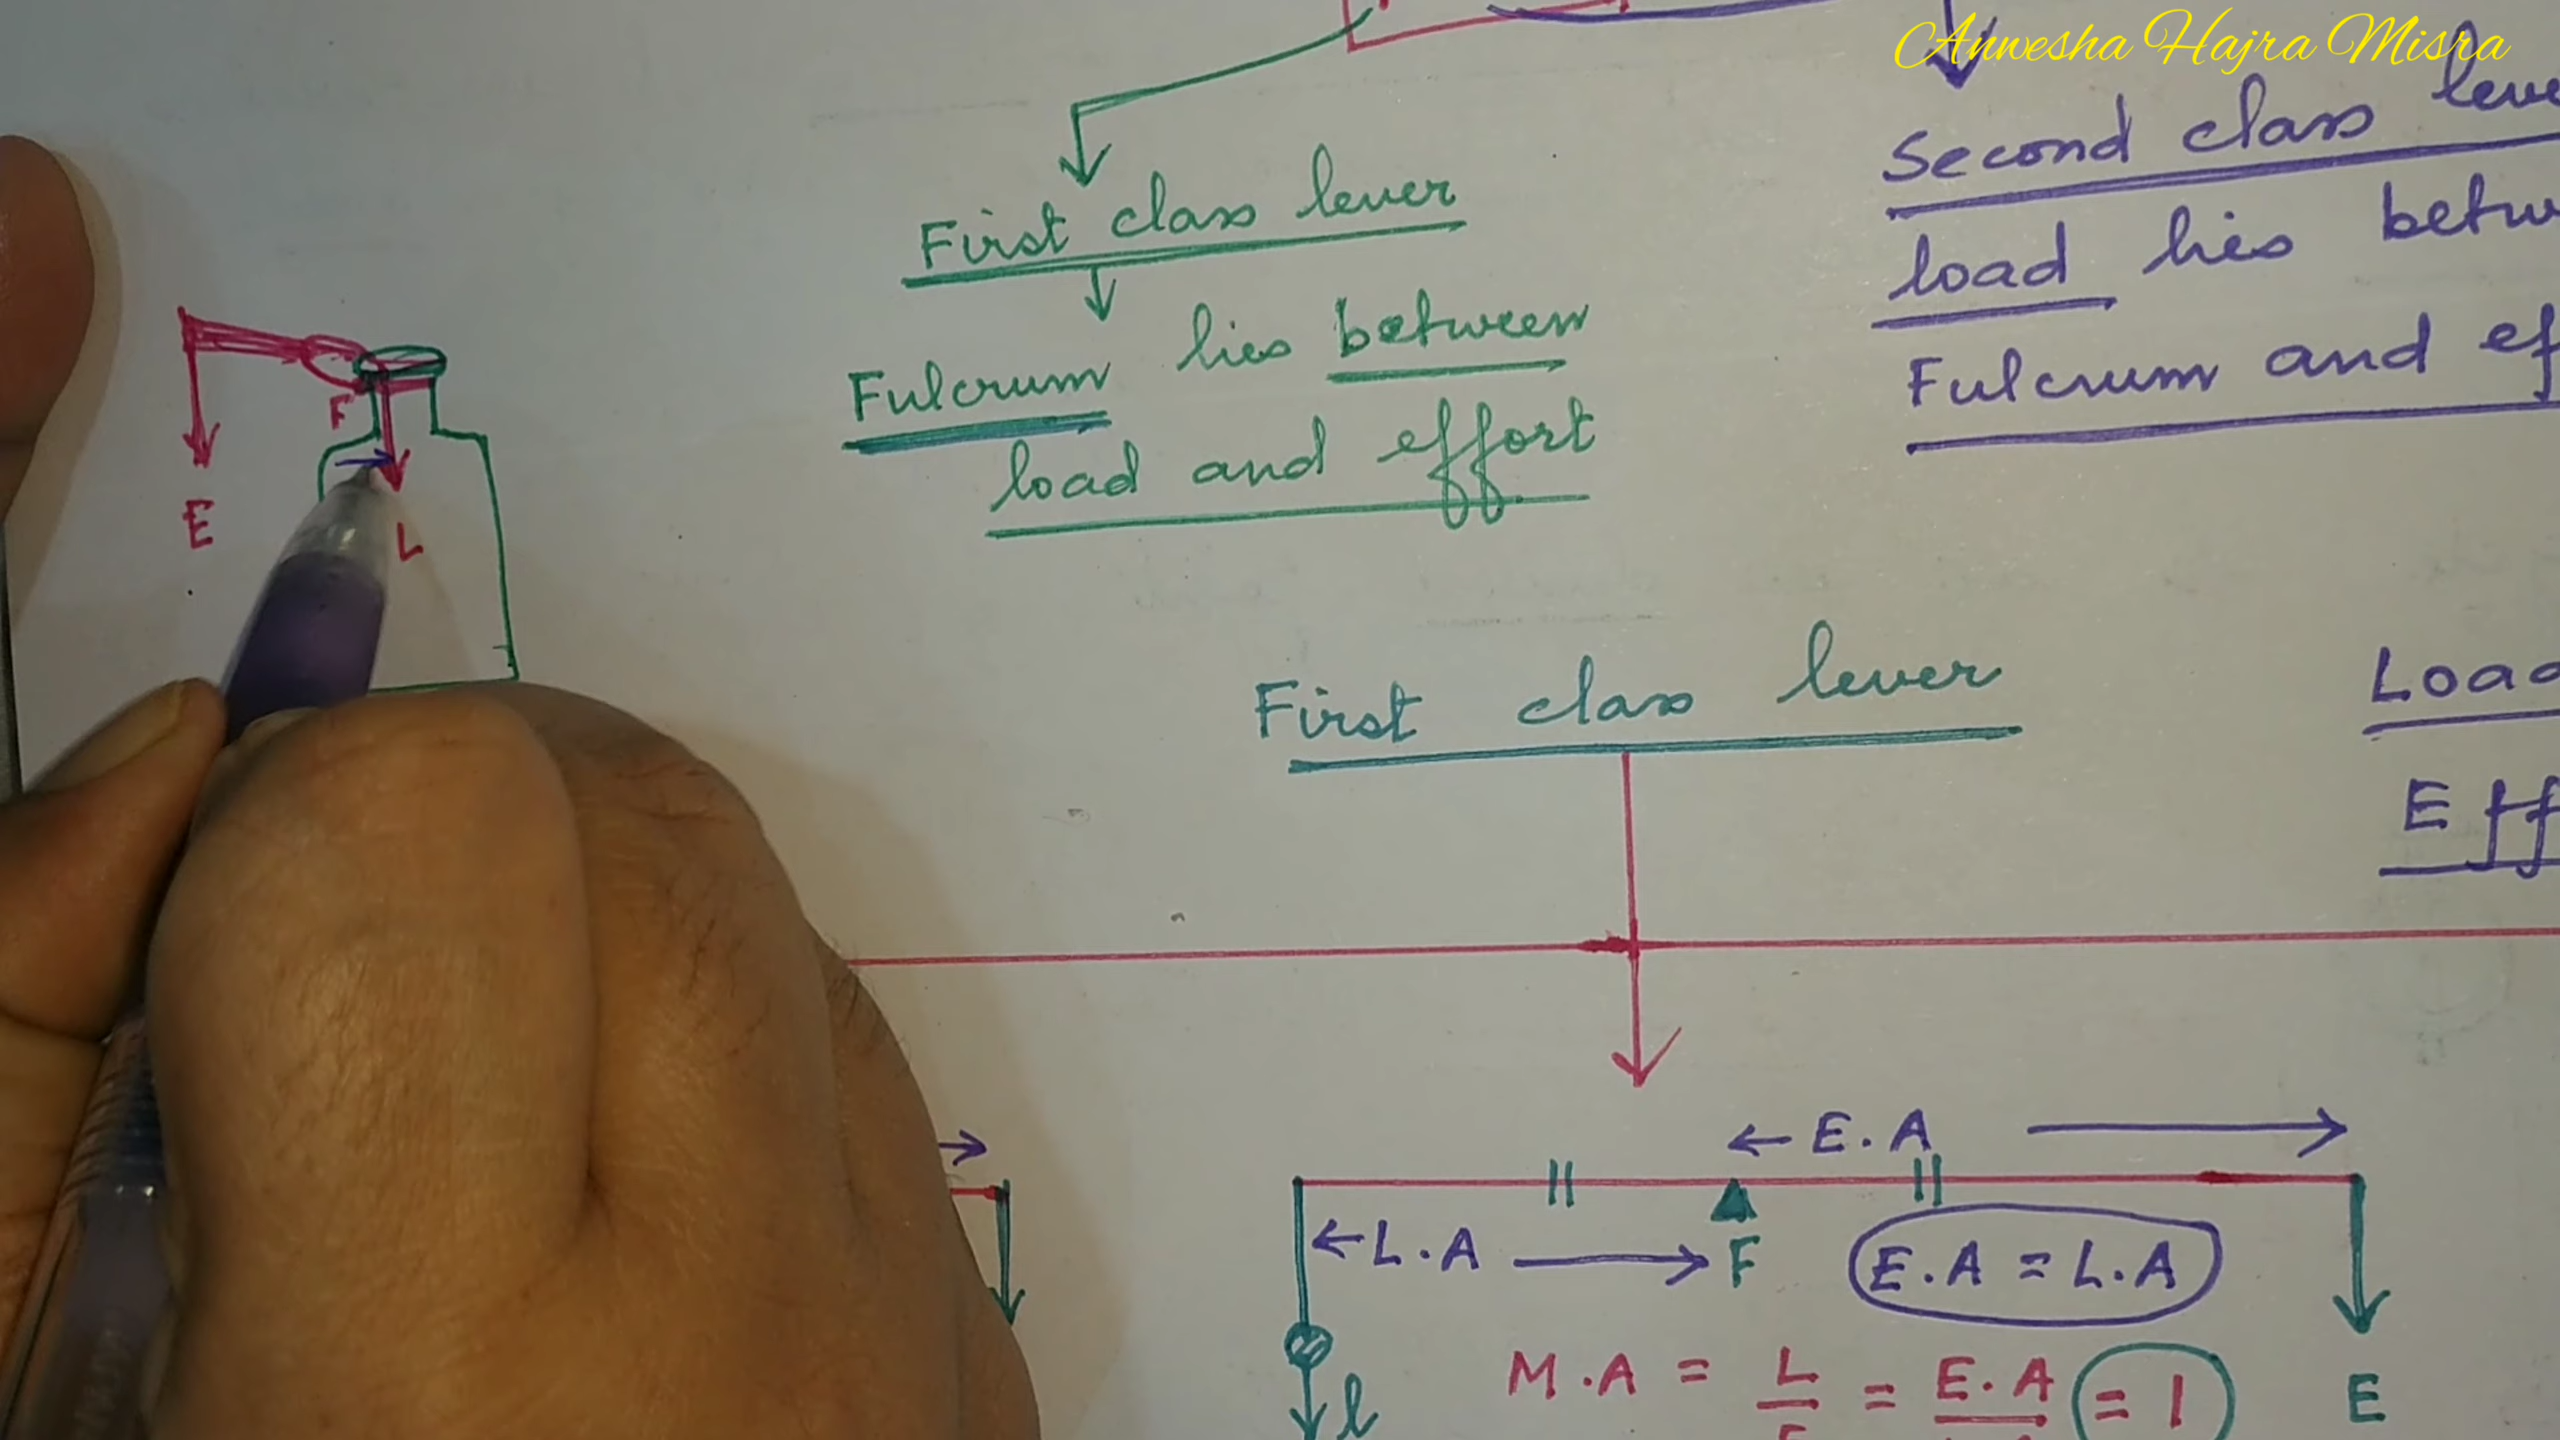 Anwesha Hajra Misra
First class lever
Fulcrum lies between
load and effort
Second class
load lies
Fulcrum and
F
E
L
First class lever
← E.A →
← L.A → F
E.A = L.A
M.A = L = E.A = 1
E
l